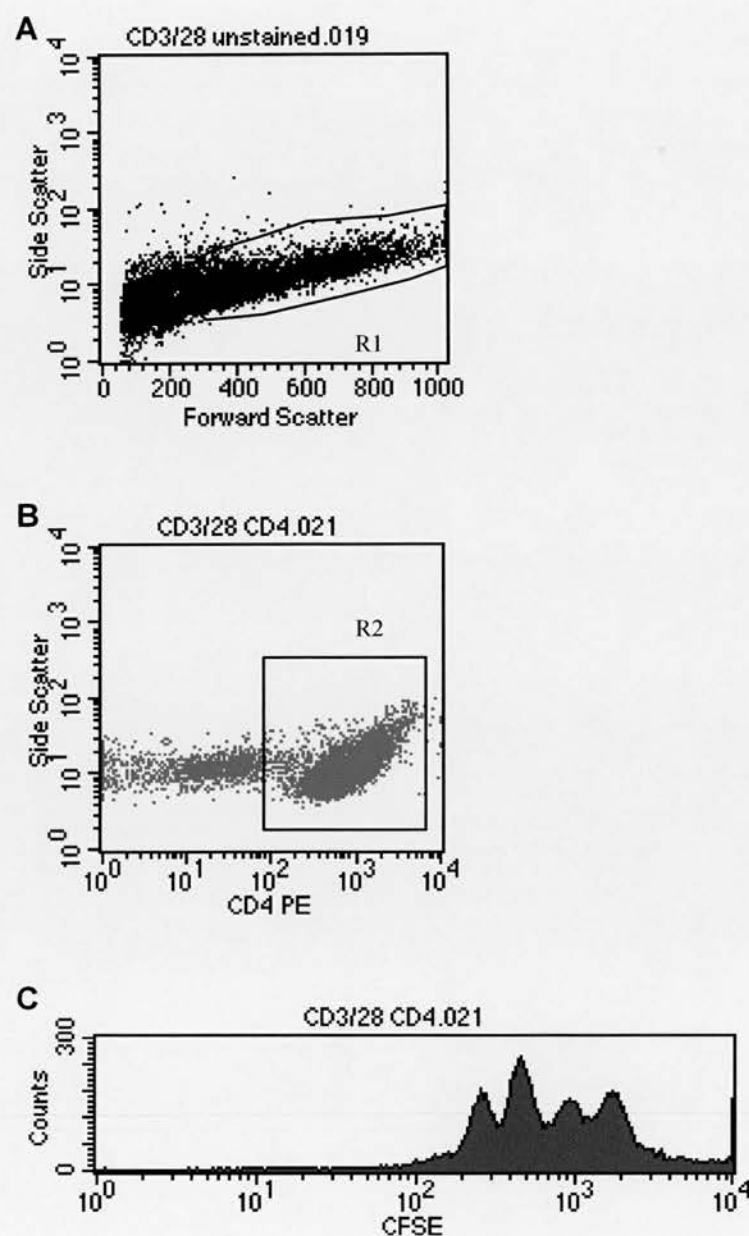 A
CD3/28 unstained.019
10^4
10^3
10^2
10^1
10^0
Side Scatter
R1
0 200 400 600 800 1000
Forward Scatter
B
CD3/28 CD4.021
10^4
10^3
10^2
10^1
10^0
Side Scatter
R2
10^0 10^1 10^2 10^3 10^4
CD4 PE
C
CD3/28 CD4.021
300
0
Counts
10^0 10^1 10^2 10^3 10^4
CFSE